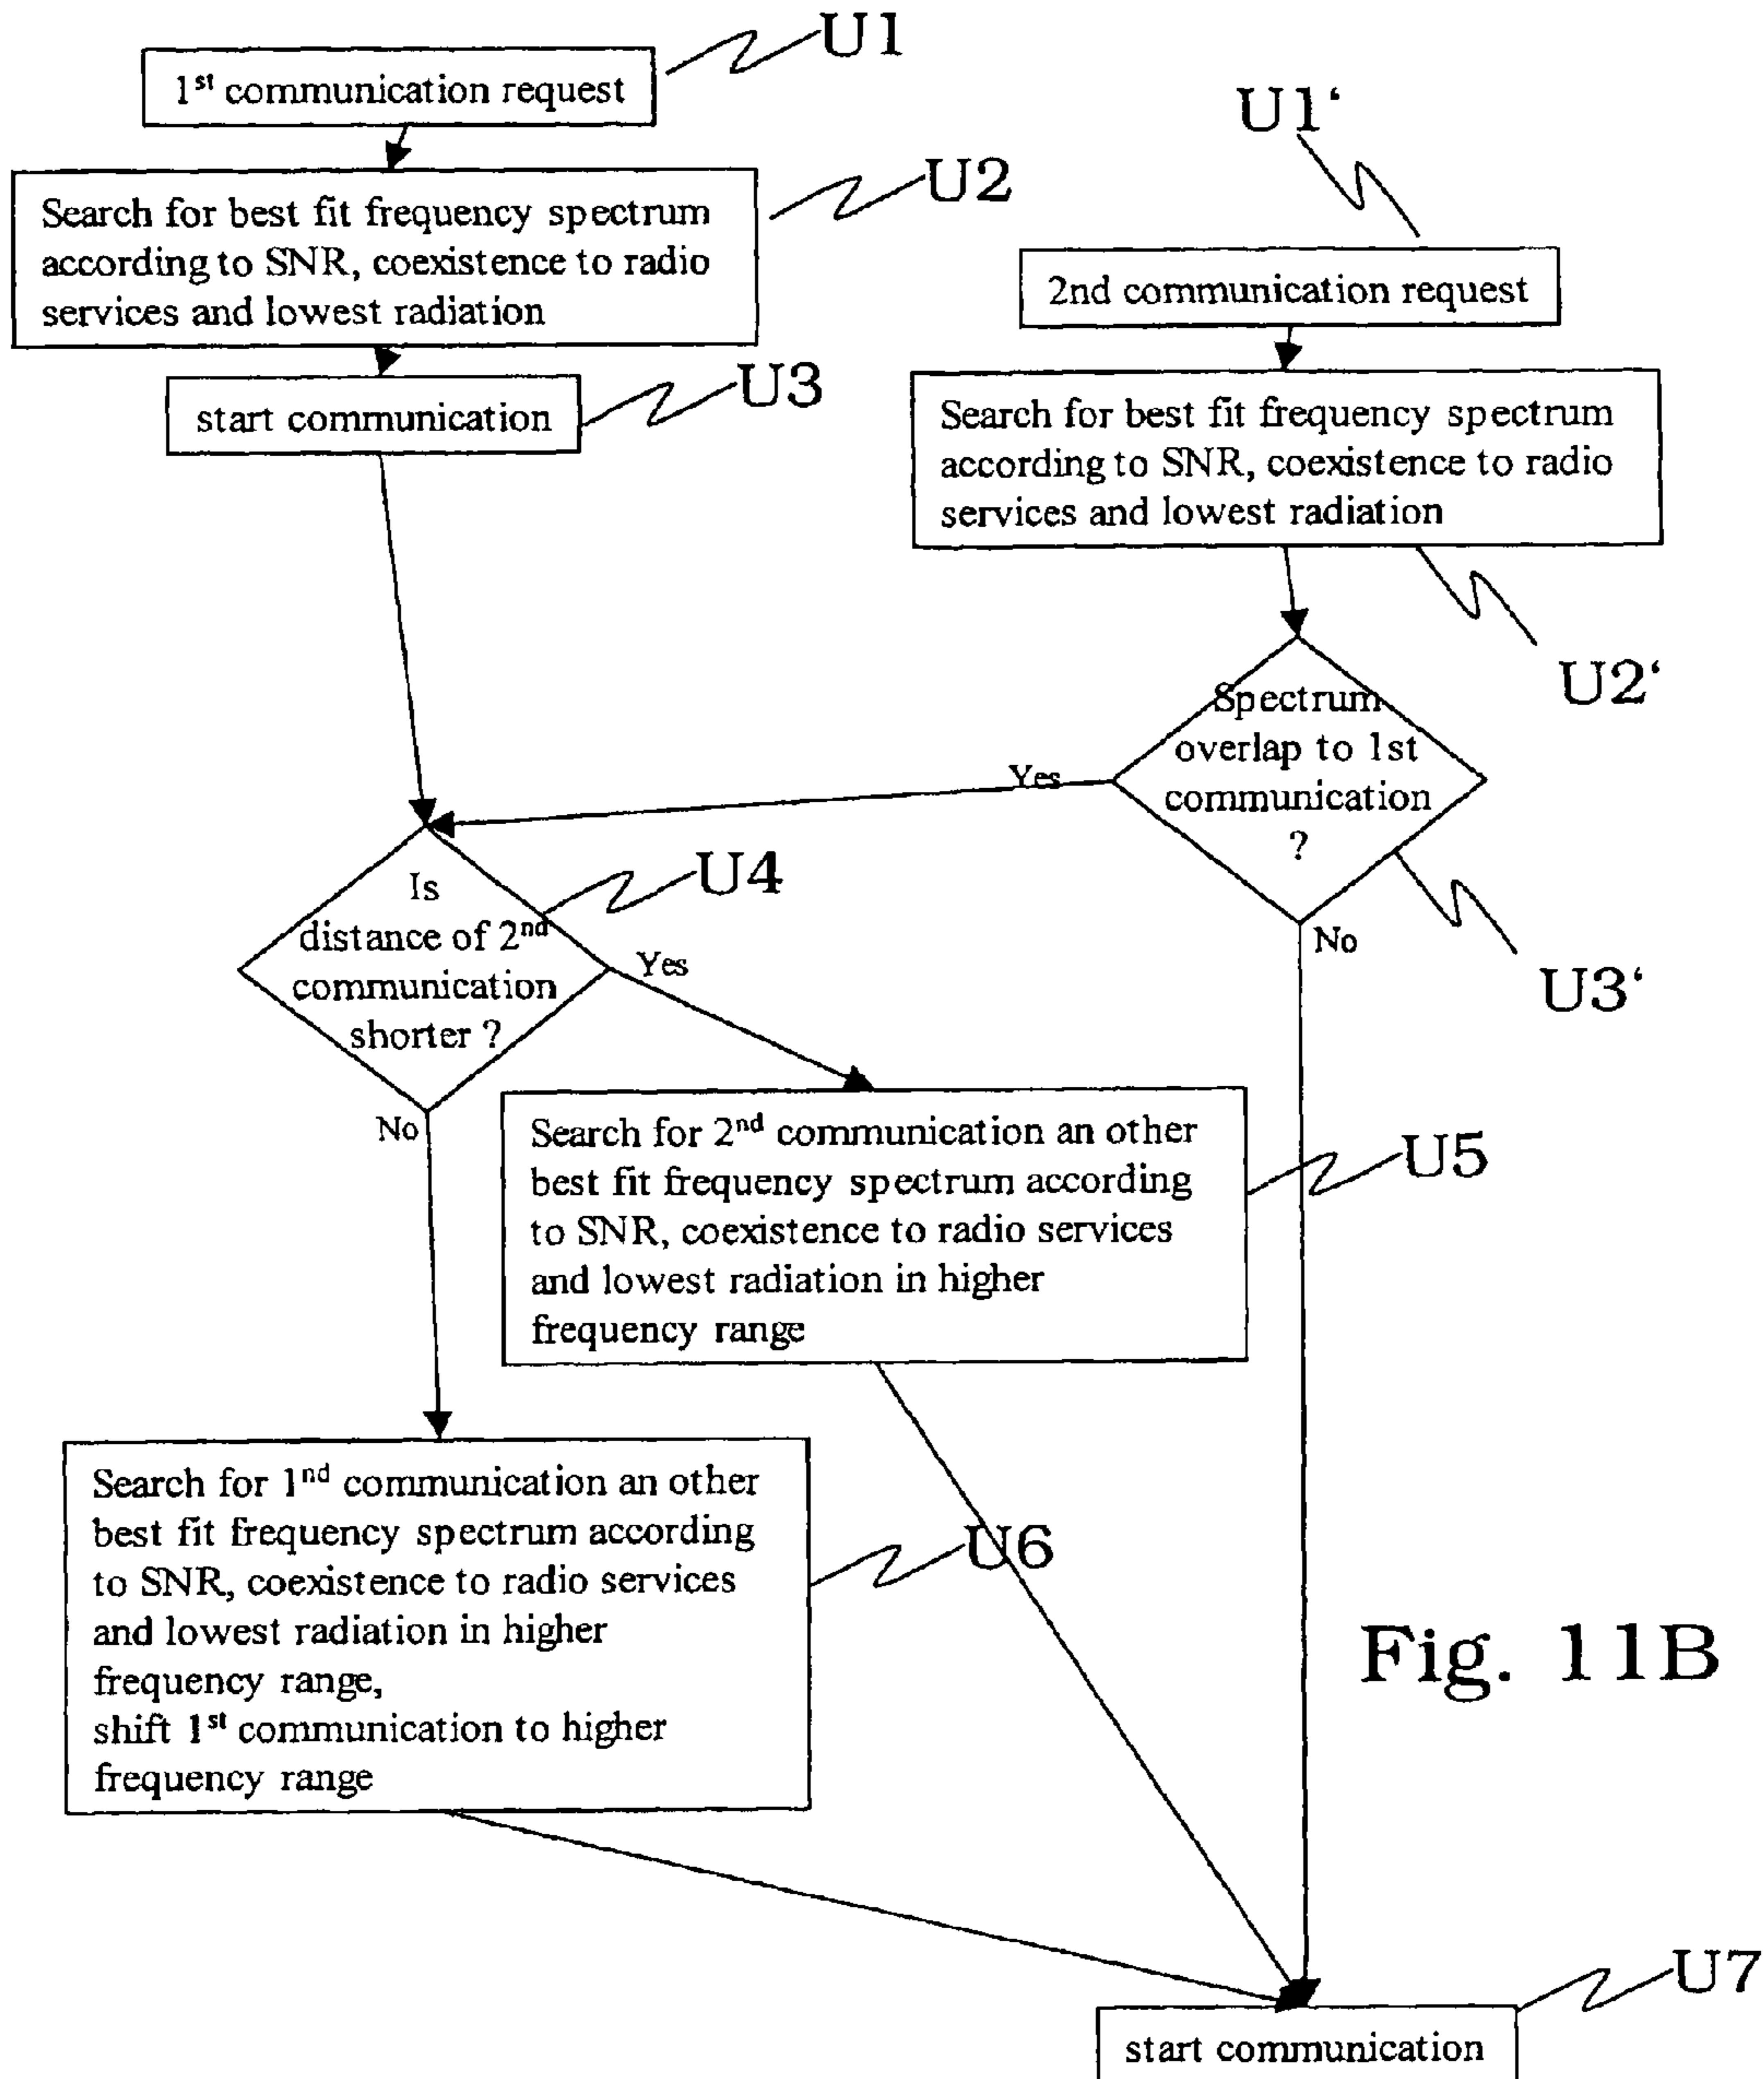 U1
1st communication request
U1‘
U2
Search for best fit frequency spectrum
according to SNR, coexistence to radio
services and lowest radiation
2nd communication request
U3
start communication
Search for best fit frequency spectrum
according to SNR, coexistence to radio
services and lowest radiation
U2‘
Spectrum
overlap to 1st
communication
?
Yes
U4
Is
distance of 2nd
communication
shorter ?
Yes
No
U3‘
No
Search for 2nd communication an other
best fit frequency spectrum according
to SNR, coexistence to radio services
and lowest radiation in higher
frequency range
U5
Search for 1nd communication an other
best fit frequency spectrum according
to SNR, coexistence to radio services
and lowest radiation in higher
frequency range,
shift 1st communication to higher
frequency range
U6
Fig. 11B
U7
start communication